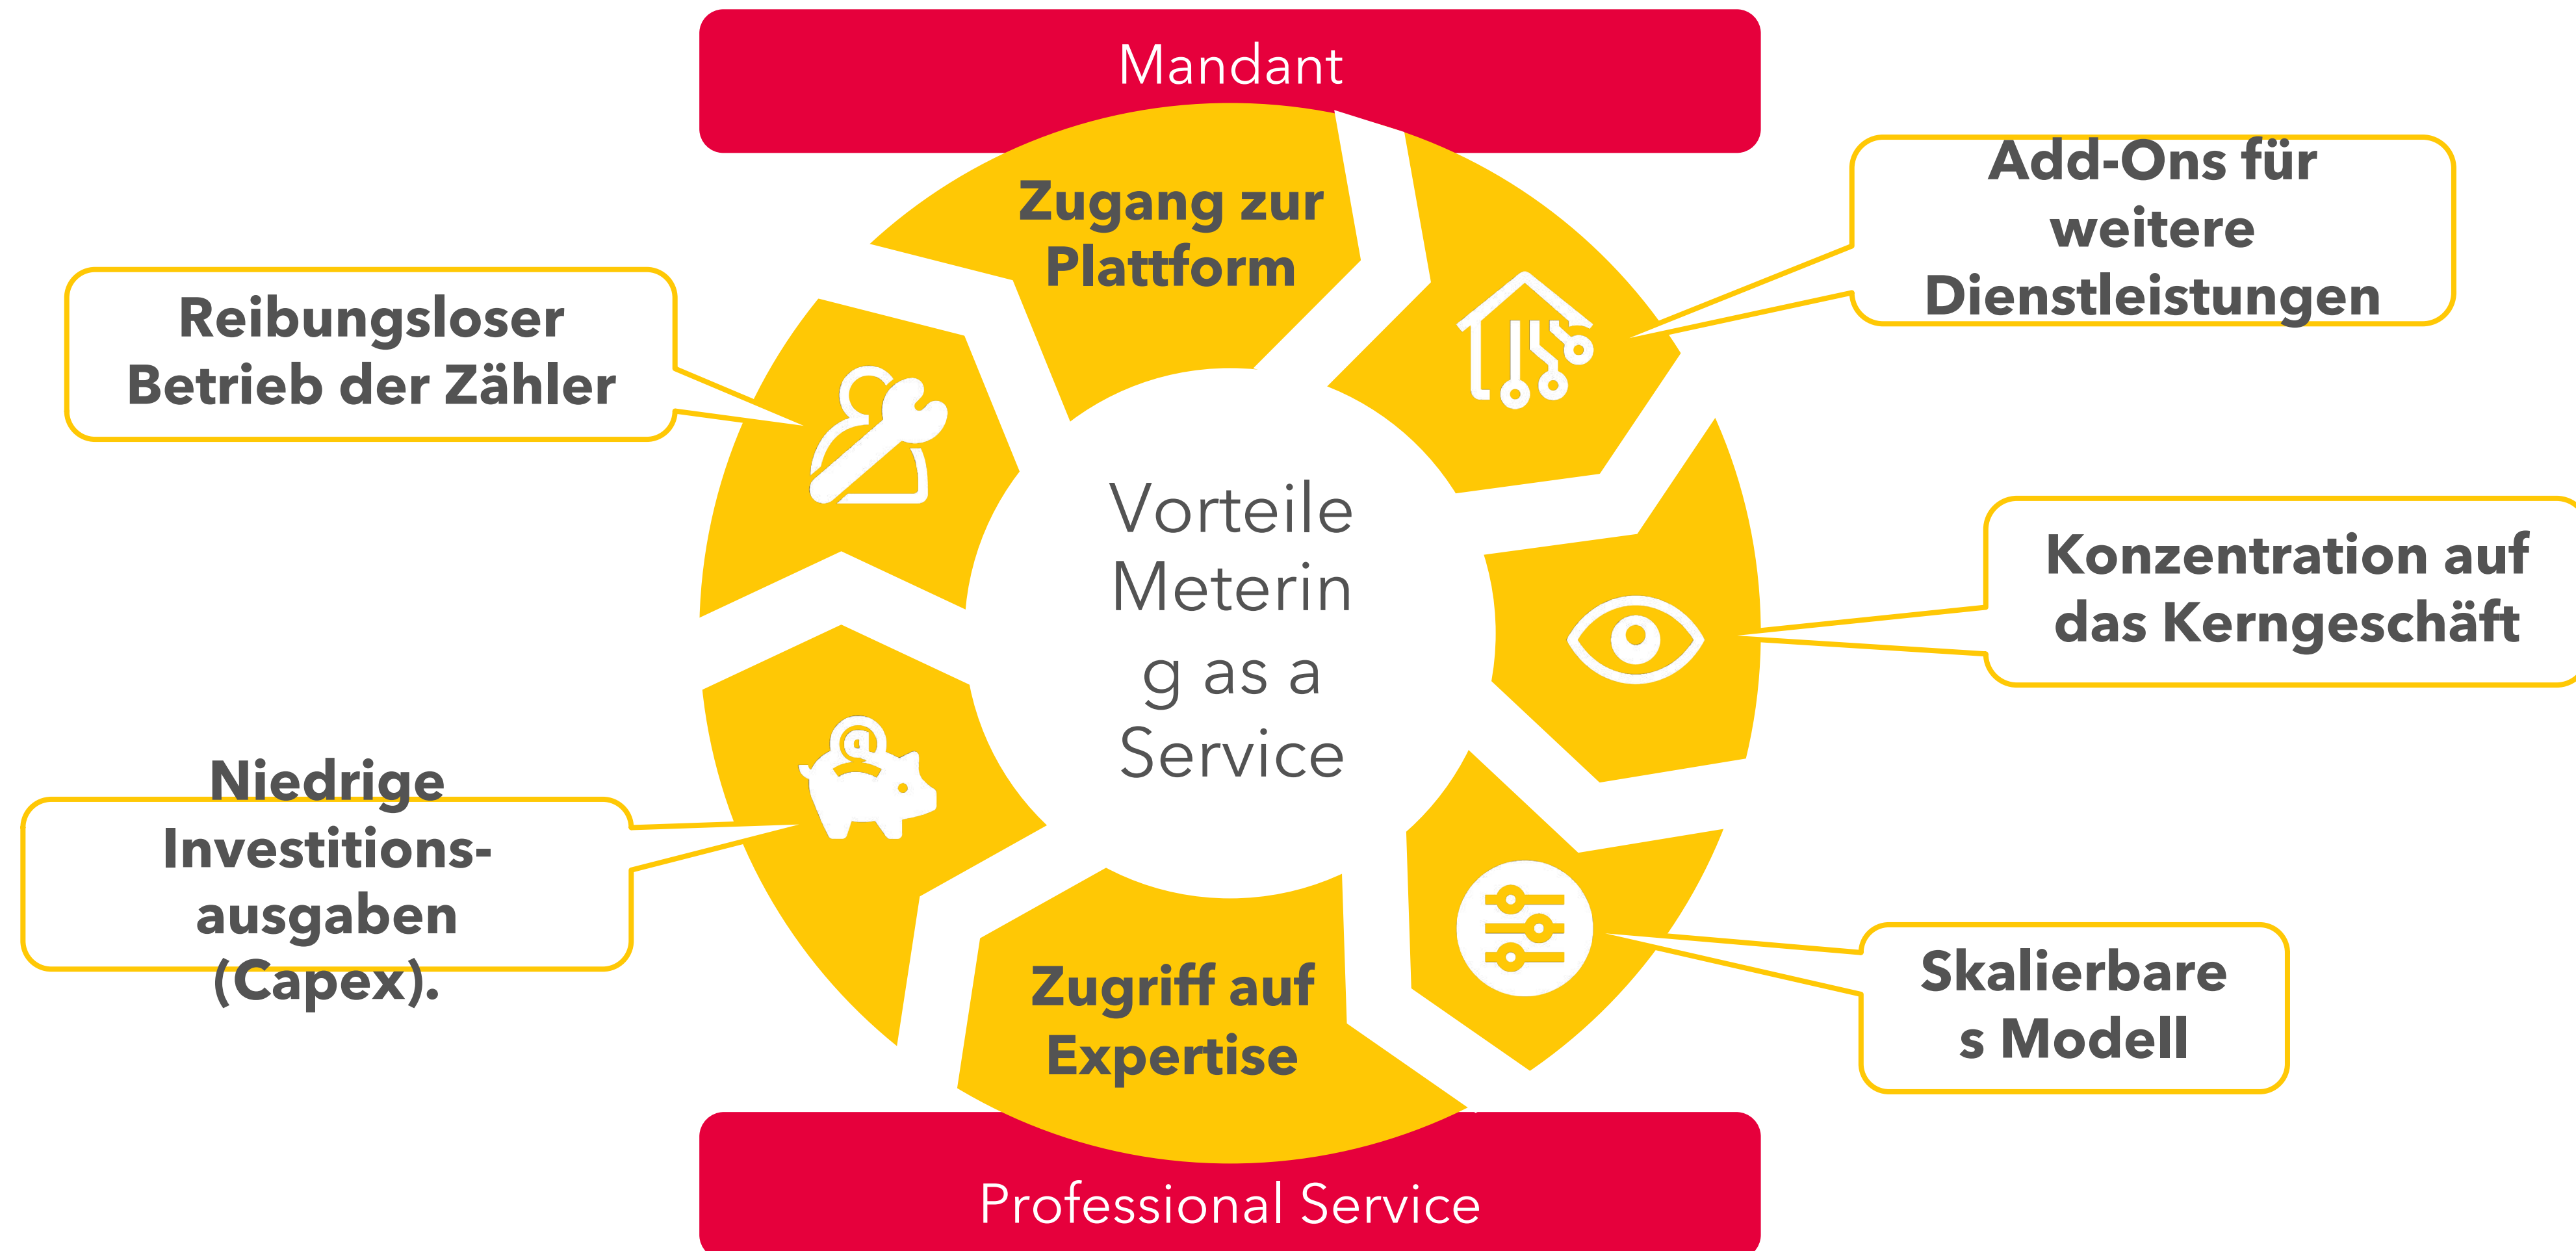 Mandant
Zugang zur
Plattform
Add-Ons für
weitere
Dienstleistungen
Reibungsloser
Betrieb der Zähler
Vorteile
Meterin
g as a
Service
Konzentration auf
das Kerngeschäft
Niedrige
Investitions-
ausgaben
(Capex).
Zugriff auf
Expertise
Skalierbare
s Modell
Professional Service